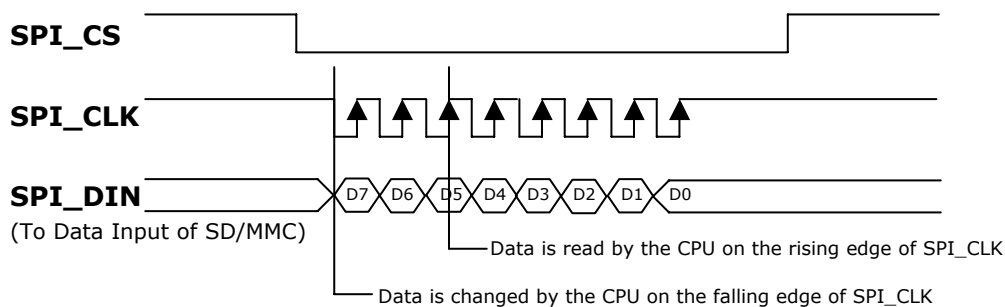 SPI_CS
SPI_CLK
SPI_DIN
D7 D6 D5 D4 D3 D2 D1 D0
(To Data Input of SD/MMC)
Data is read by the CPU on the rising edge of SPI_CLK
Data is changed by the CPU on the falling edge of SPI_CLK